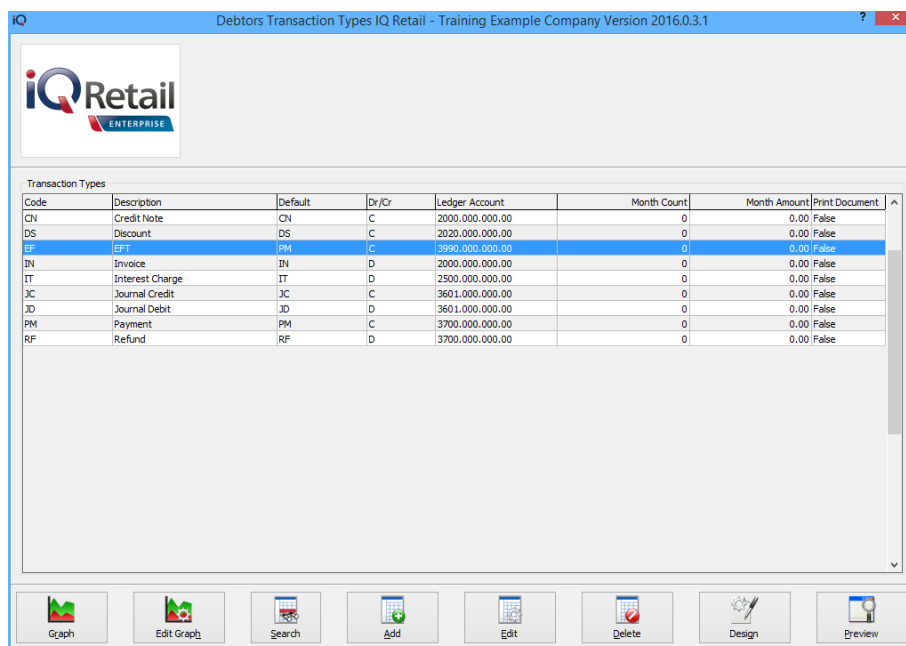 iQ Debtors Transaction Types IQ Retail - Training Example Company Version 2016.0.3.1 ? ×
iQ Retail
ENTERPRISE
Transaction Types
Code Description Default Dr/Cr Ledger Account Month Count Month Amount Print Document
CN Credit Note CN C 2000.000.000.00 0 0.00 False
DS Discount DS C 2020.000.000.00 0 0.00 False
EF EFT PM C 3990.000.000.00 0 0.00 False
IN Invoice IN D 2000.000.000.00 0 0.00 False
IT Interest Charge IT D 2500.000.000.00 0 0.00 False
JC Journal Credit JC C 3601.000.000.00 0 0.00 False
JD Journal Debit JD D 3601.000.000.00 0 0.00 False
PM Payment PM C 3700.000.000.00 0 0.00 False
RF Refund RF D 3700.000.000.00 0 0.00 False
Graph Edit Graph Search Add Edit Delete Design Preview